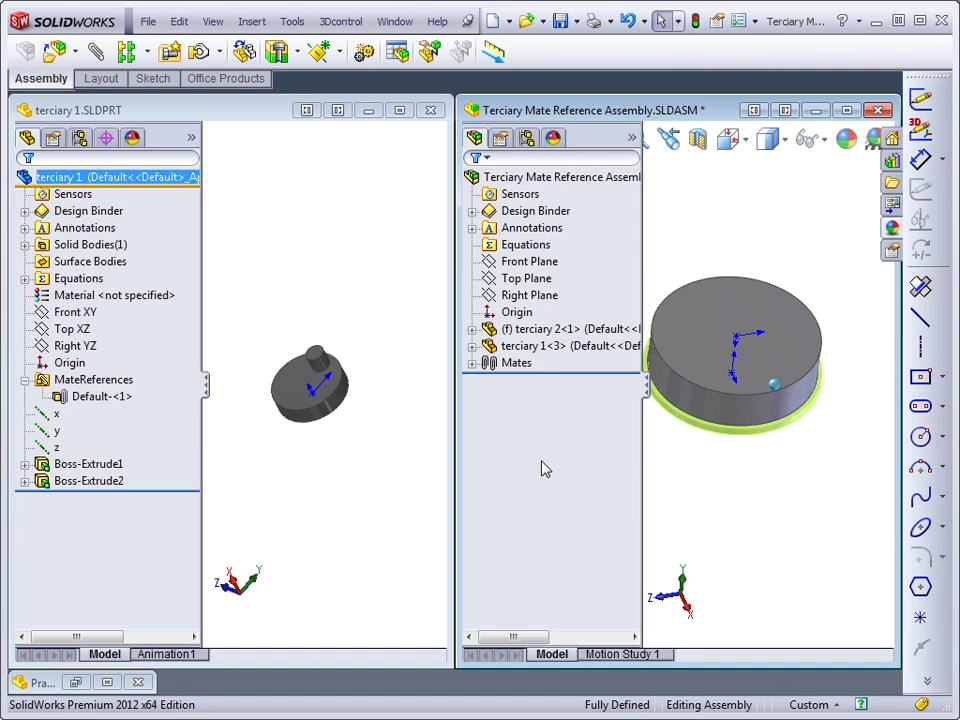 SOLIDWORKS File Edit View Insert Tools 3Dcontrol Window Help Terciary M... ?
Assembly Layout Sketch Office Products
terciary 1.SLDPRT
terciary 1 (Default<<Default>_Ap
Sensors
Design Binder
Annotations
Solid Bodies(1)
Surface Bodies
Equations
Material <not specified>
Front XY
Top XZ
Right YZ
Origin
MateReferences
Default-<1>
x
y
z
Boss-Extrude1
Boss-Extrude2
Z X Y
Model Animation1
Terciary Mate Reference Assembly.SLDASM *
Terciary Mate Reference Assembl
Sensors
Design Binder
Annotations
Equations
Front Plane
Top Plane
Right Plane
Origin
(f) terciary 2<1> (Default<<
terciary 1<3> (Default<<Def
Mates
Y
Z
X
Model Motion Study 1
3D
Pra...
SolidWorks Premium 2012 x64 Edition Fully Defined Editing Assembly Custom ?